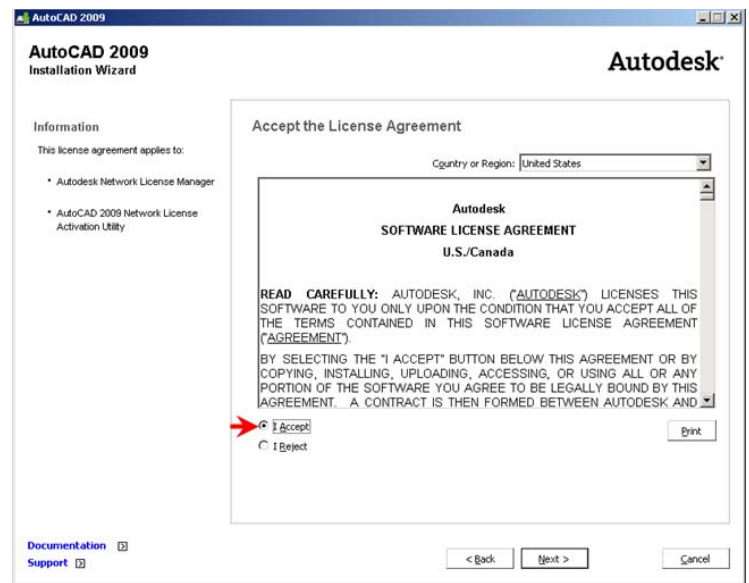 AutoCAD 2009
AutoCAD 2009
Installation Wizard
Autodesk
Information
This license agreement applies to:
• Autodesk Network License Manager
• AutoCAD 2009 Network License
Activation Utility
Accept the License Agreement
Country or Region: United States
Autodesk
SOFTWARE LICENSE AGREEMENT
U.S./Canada
READ CAREFULLY: AUTODESK, INC. ("AUTODESK") LICENSES THIS
SOFTWARE TO YOU ONLY UPON THE CONDITION THAT YOU ACCEPT ALL OF
THE TERMS CONTAINED IN THIS SOFTWARE LICENSE AGREEMENT
("AGREEMENT").
BY SELECTING THE "I ACCEPT" BUTTON BELOW THIS AGREEMENT OR BY
COPYING, INSTALLING, UPLOADING, ACCESSING, OR USING ALL OR ANY
PORTION OF THE SOFTWARE YOU AGREE TO BE LEGALLY BOUND BY THIS
AGREEMENT. A CONTRACT IS THEN FORMED BETWEEN AUTODESK AND
I Accept
Print
I Reject
Documentation
Support
< Back
Next >
Cancel